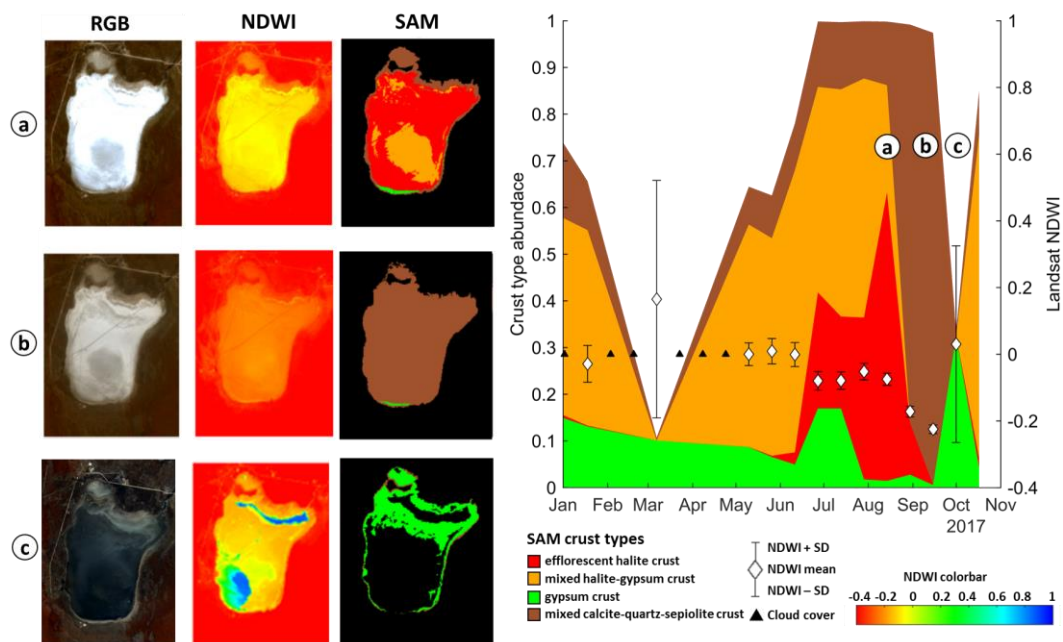 RGB NDWI SAM
a
b
c
Crust type abundance
1
0.9
0.8
0.7
0.6
0.5
0.4
0.3
0.2
0.1
0
a b c
1
0.8
0.6
0.4
0.2
0
-0.2
-0.4
Landsat NDWI
Jan Feb Mar Apr May Jun Jul Aug Sep Oct Nov
2017
SAM crust types
efflorescent halite crust
mixed halite-gypsum crust
gypsum crust
mixed calcite-quartz-sepiolite crust
NDWI + SD
NDWI mean
NDWI – SD
Cloud cover
NDWI colorbar
-0.4 -0.2 0 0.2 0.4 0.6 0.8 1